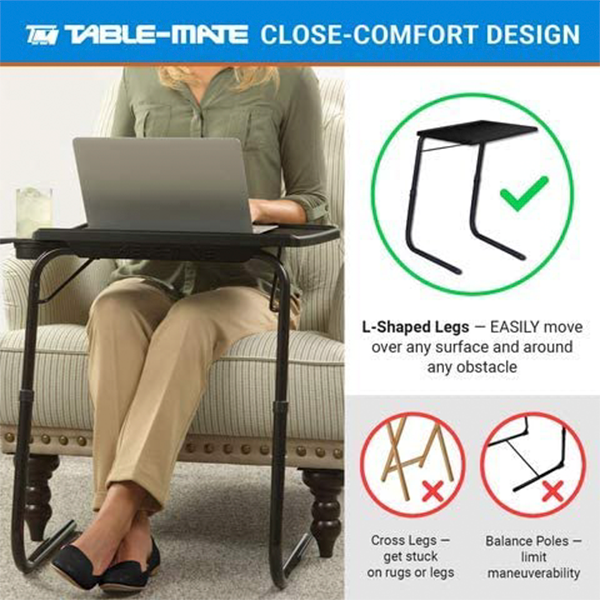 TM TABLE-MATE CLOSE-COMFORT DESIGN
L-Shaped Legs — EASILY move
over any surface and around
any obstacle
Cross Legs —
get stuck
on rugs or legs
Balance Poles —
limit
maneuverability